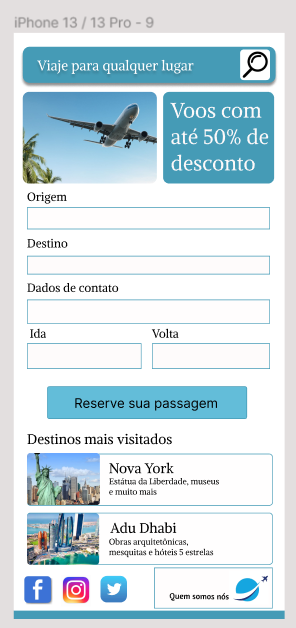 iPhone 13 / 13 Pro - 9
Viaje para qualquer lugar
Voos com
até 50% de
desconto
Origem
Destino
Dados de contato
Ida
Volta
Reserve sua passagem
Destinos mais visitados
Nova York
Estátua da Liberdade, museus
e muito mais
Adu Dhabi
Obras arquitetônicas,
mesquitas e hóteis 5 estrelas
Quem somos nós